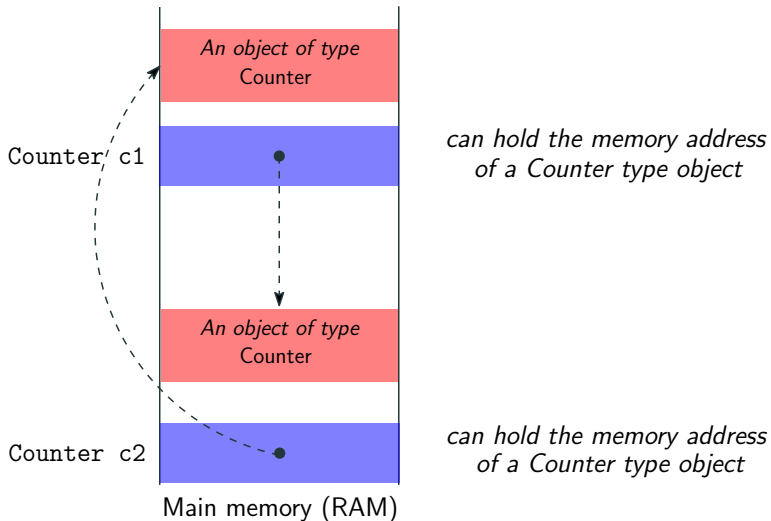 An object of type
Counter
Counter c1
can hold the memory address
of a Counter type object
An object of type
Counter
Counter c2
can hold the memory address
of a Counter type object
Main memory (RAM)